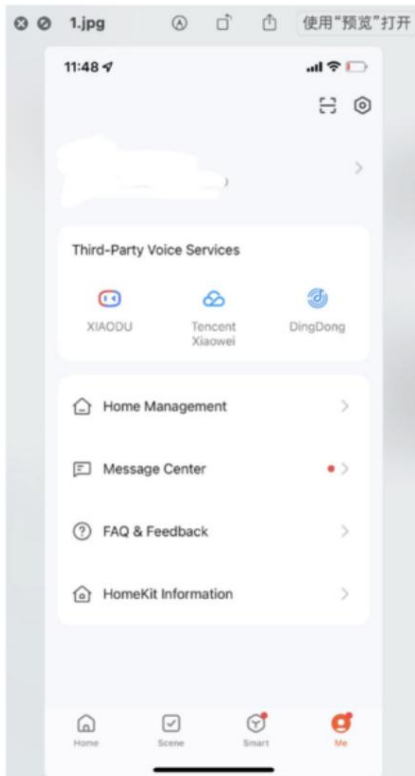 1.jpg
使用“预览”打开
11:48
Third-Party Voice Services
XIAODU
Tencent
Xiaowei
DingDong
Home Management
Message Center
FAQ & Feedback
HomeKit Information
Home
Scene
Smart
Me